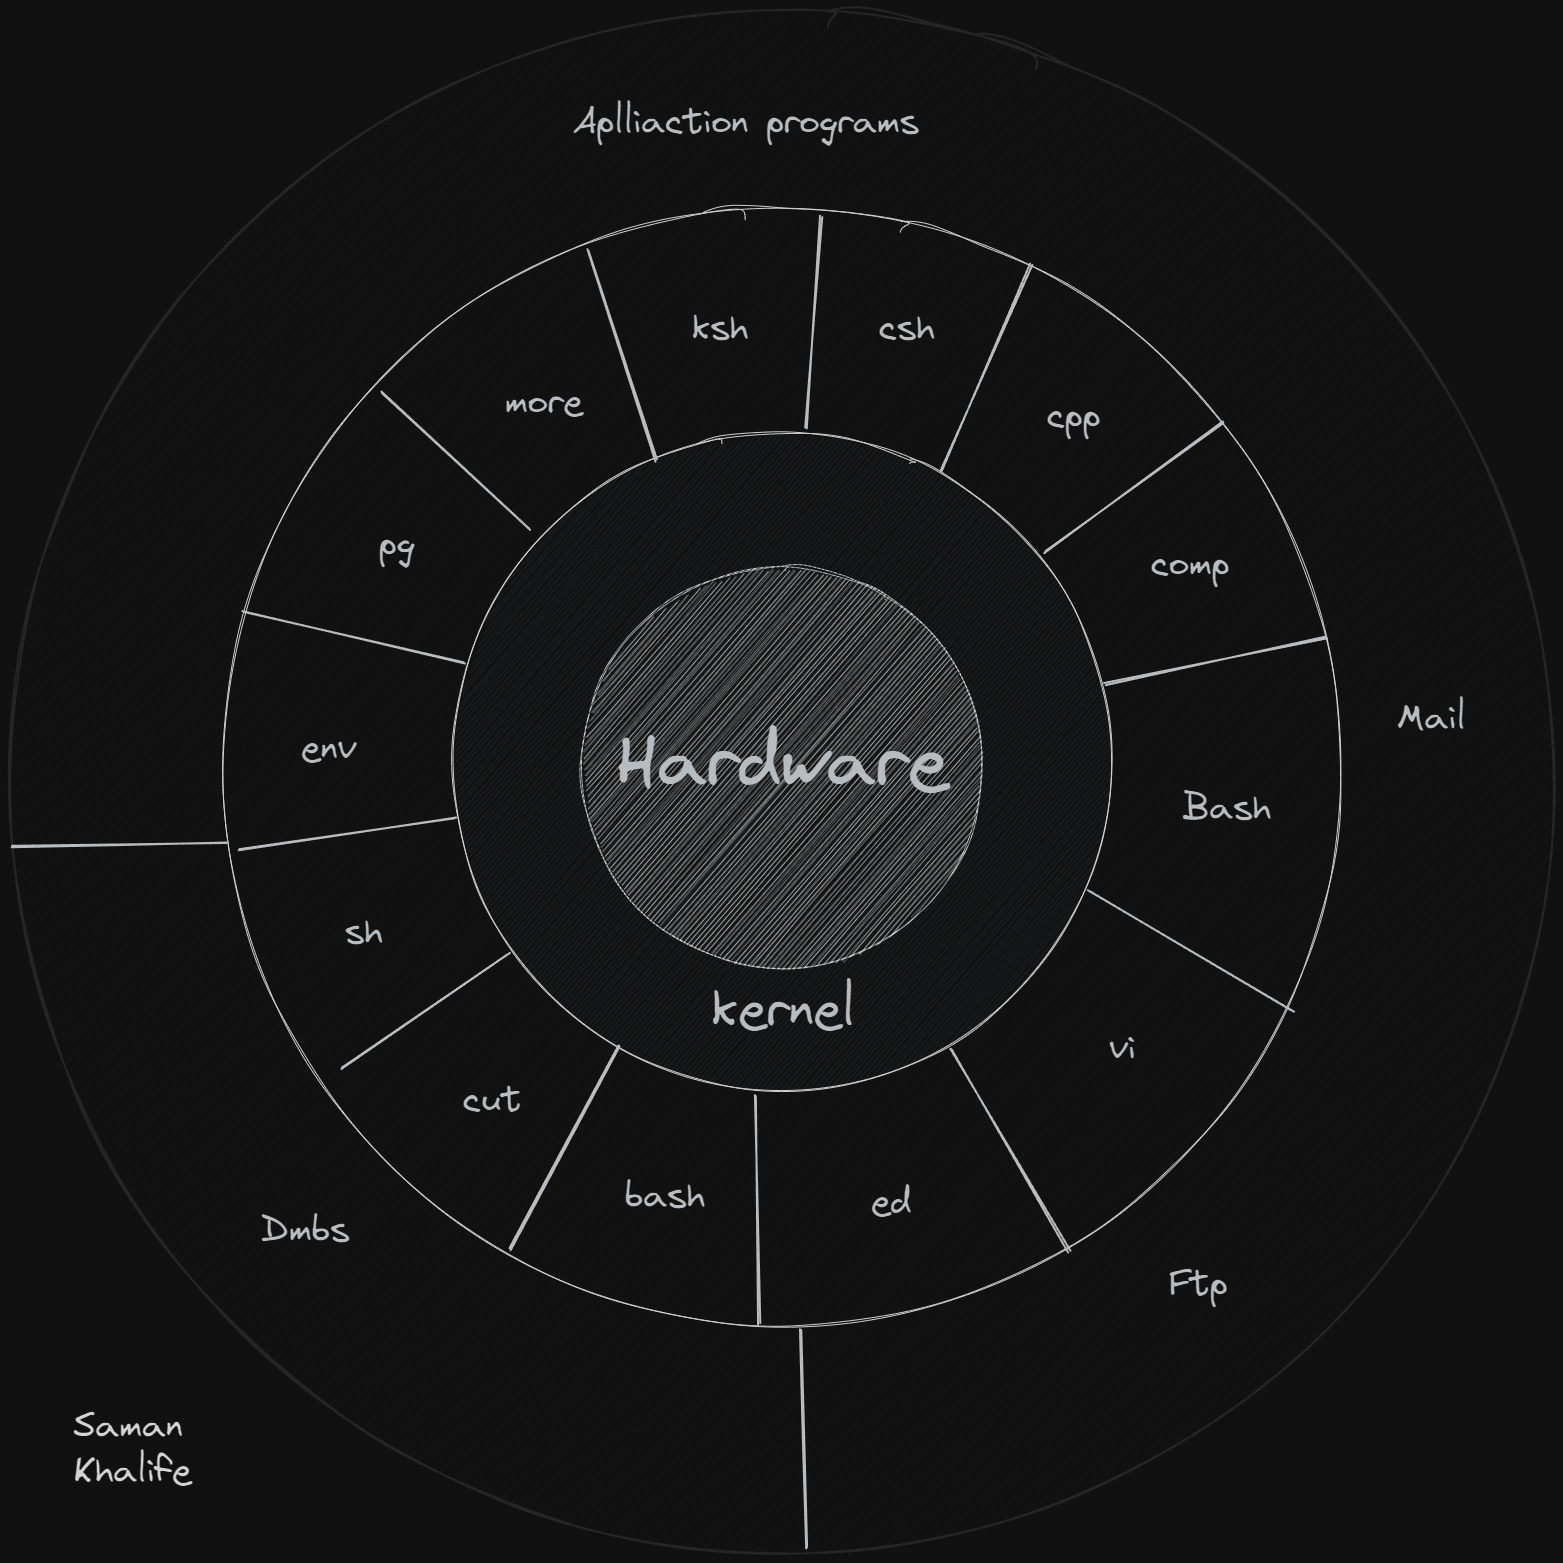 Aplliaction programs
ksh
csh
more
cpp
pg
comp
Mail
env
Hardware
Bash
sh
kernel
vi
cut
bash
ed
Dmbs
Ftp
Saman
Khalife